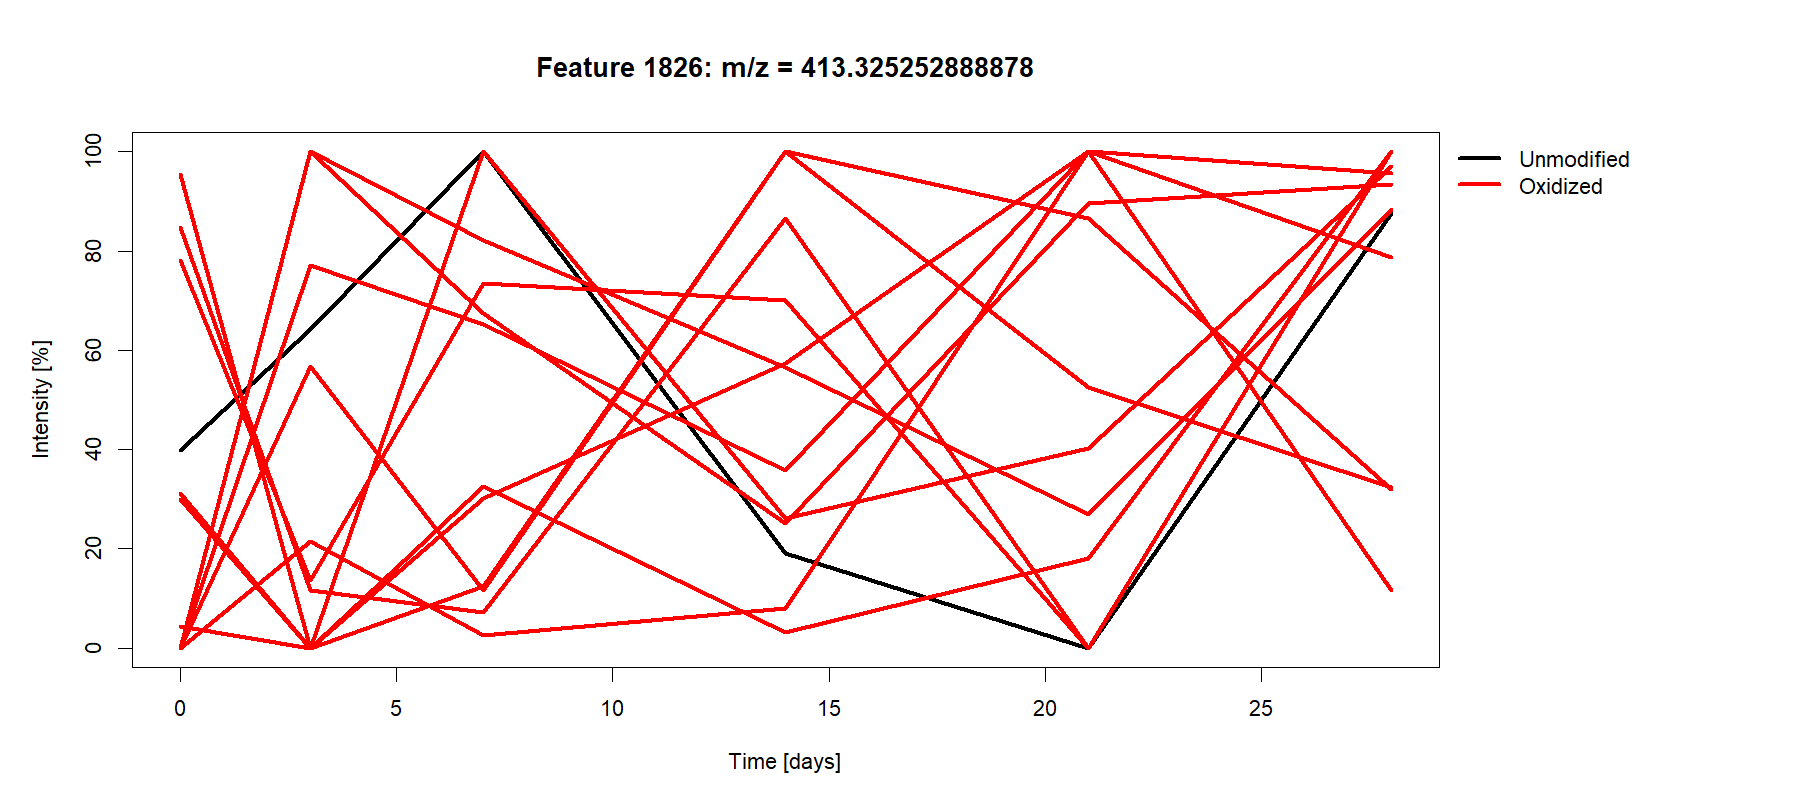 Feature 1826: m/z = 413.325252888878
Unmodified
Oxidized
Intensity [%]
100
80
60
40
20
0
0 5 10 15 20 25
Time [days]